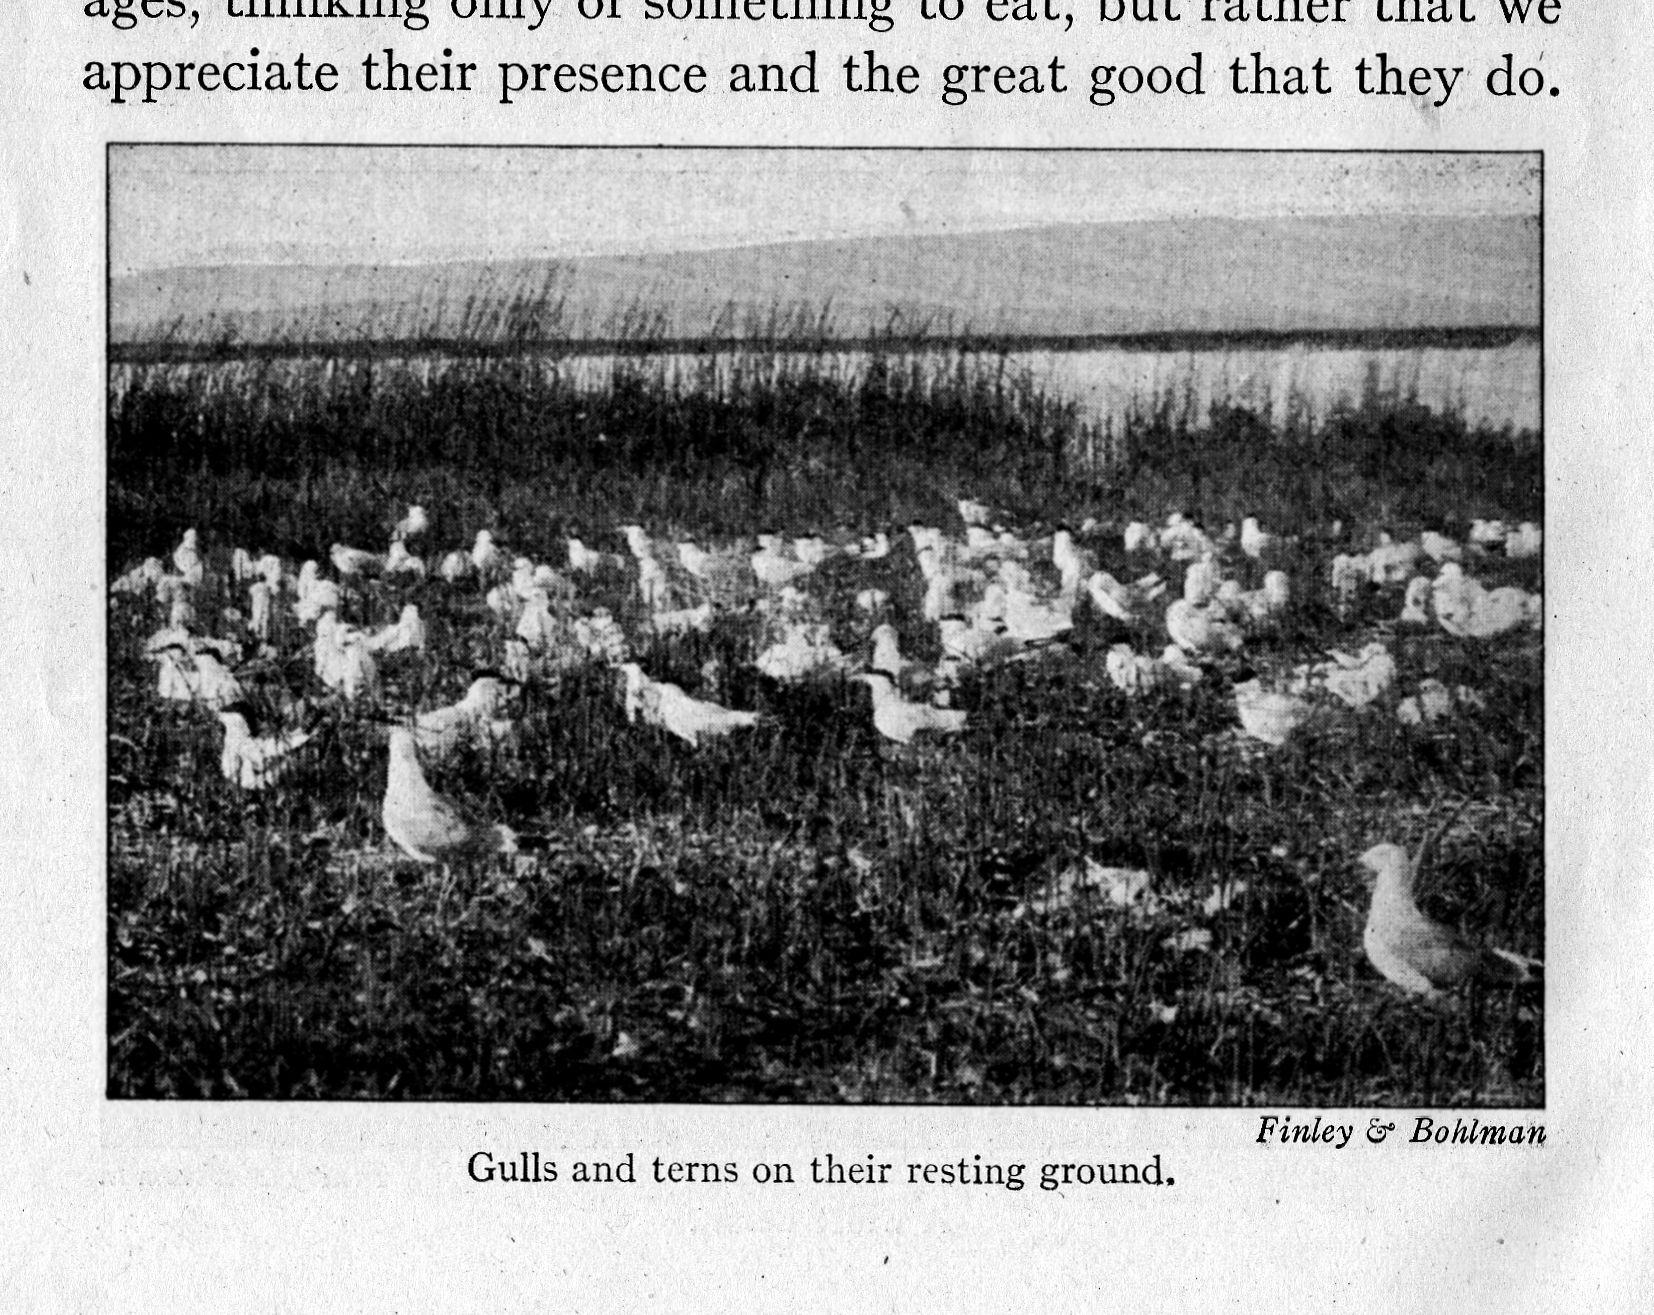 ages, thinking only of something to eat, but rather that we
appreciate their presence and the great good that they do.
Finley & Bohlman
Gulls and terns on their resting ground.